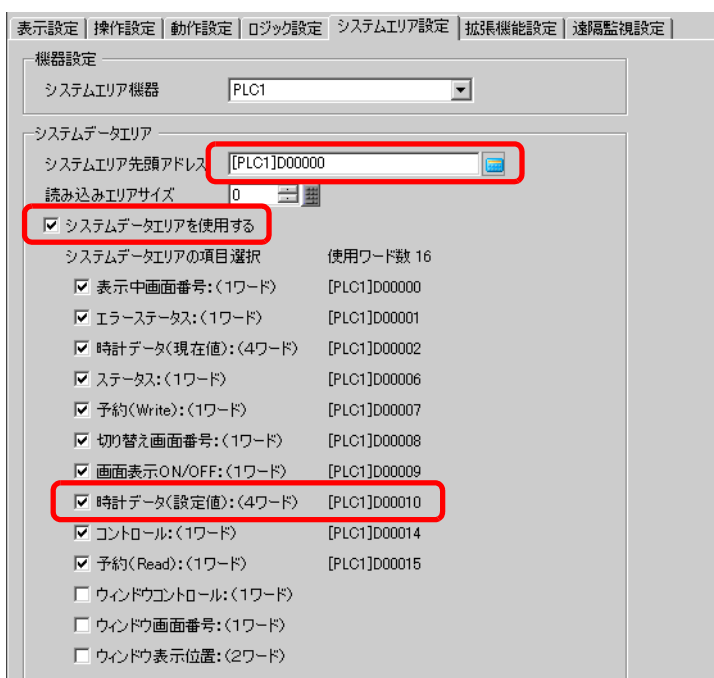 表示設定 操作設定 動作設定 ロジック設定 システムエリア設定 拡張機能設定 遠隔監視設定
機器設定
システムエリア機器 PLC1
システムデータエリア
システムエリア先頭アドレス [PLC1]D00000
読み込みエリアサイズ 0
システムデータエリアを使用する
システムデータエリアの項目選択 使用ワード数 16
表示中画面番号:(1ワード) [PLC1]D00000
エラーステータス:(1ワード) [PLC1]D00001
時計データ(現在値):(4ワード) [PLC1]D00002
ステータス:(1ワード) [PLC1]D00006
予約(Write):(1ワード) [PLC1]D00007
切り替え画面番号:(1ワード) [PLC1]D00008
画面表示ON/OFF:(1ワード) [PLC1]D00009
時計データ(設定値):(4ワード) [PLC1]D00010
コントロール:(1ワード) [PLC1]D00014
予約(Read):(1ワード) [PLC1]D00015
ウィンドウコントロール:(1ワード)
ウィンドウ画面番号:(1ワード)
ウィンドウ表示位置:(2ワード)